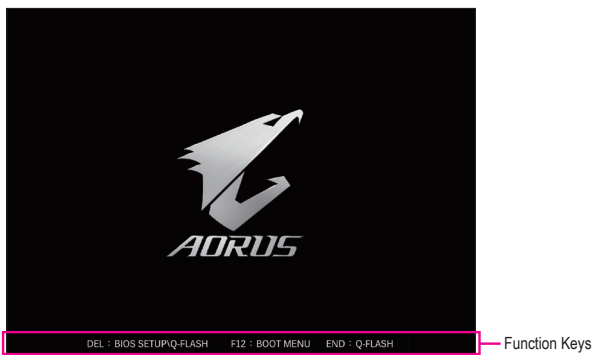 AORUS
DEL : BIOS SETUP\Q-FLASH F12 : BOOT MENU END : Q-FLASH
Function Keys